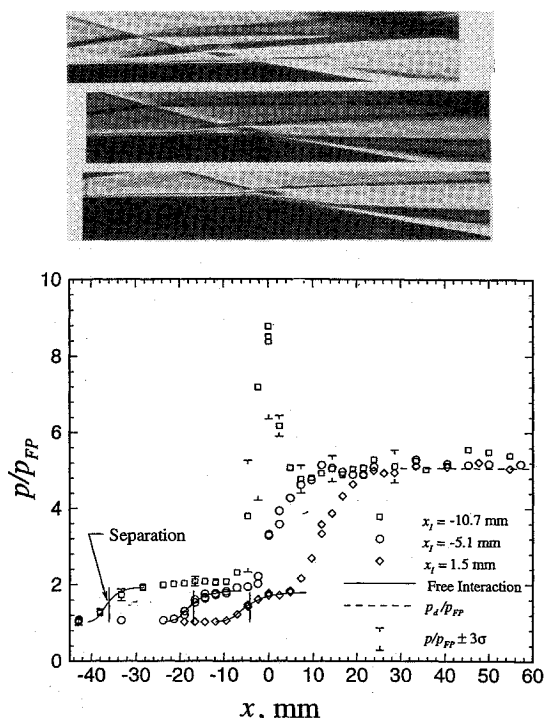 10
8
6
4
2
0
p/p_FP
Separation
x_I = -10.7 mm
x_I = -5.1 mm
x_I = 1.5 mm
Free Interaction
p_d/p_FP
p/p_FP ± 3σ
-40 -30 -20 -10 0 10 20 30 40 50 60
x, mm